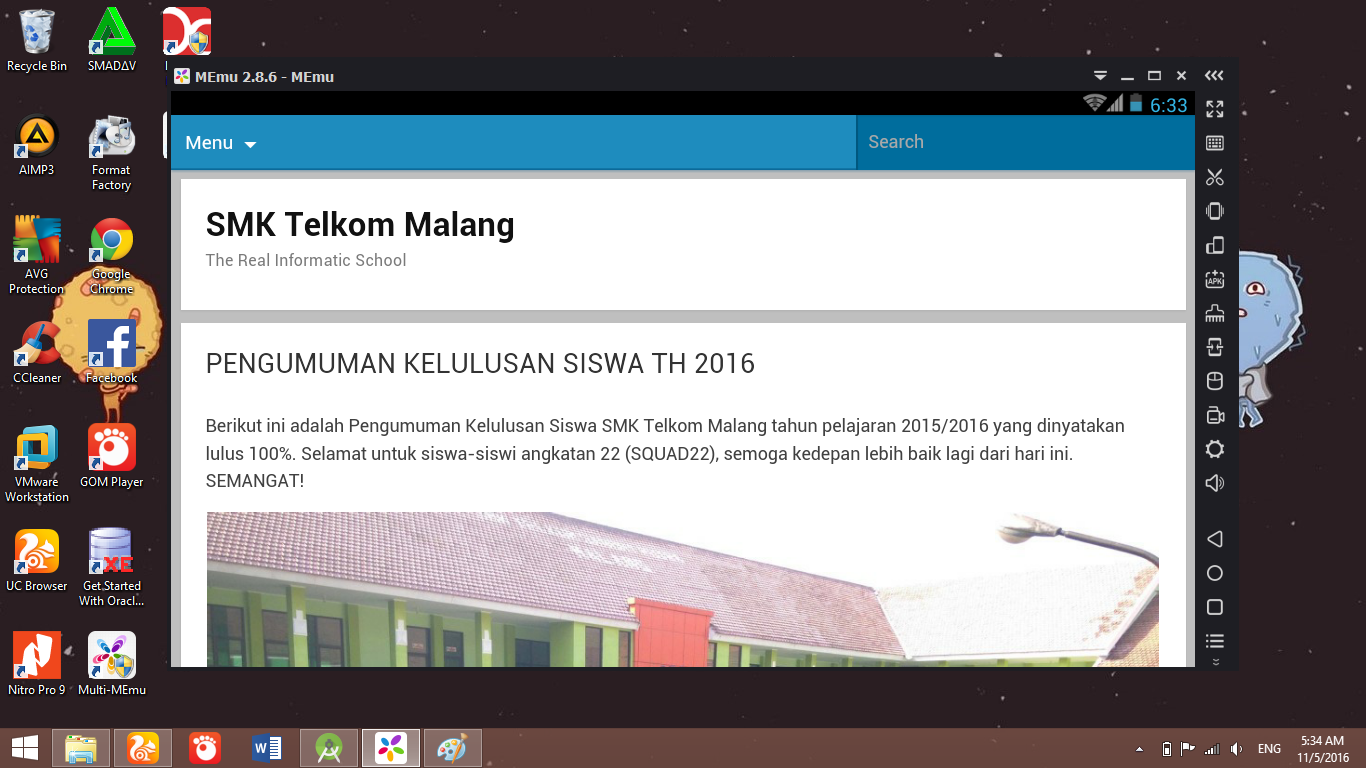 Recycle Bin
SMADΔV
AIMP3
Format
Factory
AVG
Protection
Google
Chrome
CCleaner
Facebook
VMware
Workstation
GOM Player
UC Browser
XE
Get Started
With Oracl...
Nitro Pro 9
Multi-MEmu
MEmu 2.8.6 - MEmu
6:33
Menu
Search
SMK Telkom Malang
The Real Informatic School
PENGUMUMAN KELULUSAN SISWA TH 2016
Berikut ini adalah Pengumuman Kelulusan Siswa SMK Telkom Malang tahun pelajaran 2015/2016 yang dinyatakan
lulus 100%. Selamat untuk siswa-siswi angkatan 22 (SQUAD22), semoga kedepan lebih baik lagi dari hari ini.
SEMANGAT!
APK
ENG
5:34 AM
11/5/2016